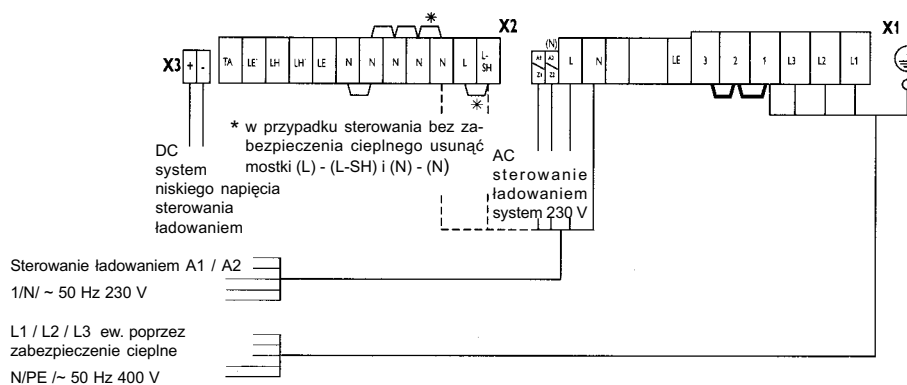 X3
+ -
TA LE' LH LH' LE N N N N N L L-SH
X2
*
*
A1/Z1 A2/Z2 (N) L N LE 3 2 1 L3 L2 L1
X1
DC
system
niskiego napięcia
sterowania
ładowaniem
* w przypadku sterowania bez za-
bezpieczenia cieplnego usunąć
mostki (L) - (L-SH) i (N) - (N)
AC
sterowanie
ładowaniem
system 230 V
Sterowanie ładowaniem A1 / A2
1/N/ ~ 50 Hz 230 V
L1 / L2 / L3 ew. poprzez
zabezpieczenie cieplne
N/PE /~ 50 Hz 400 V